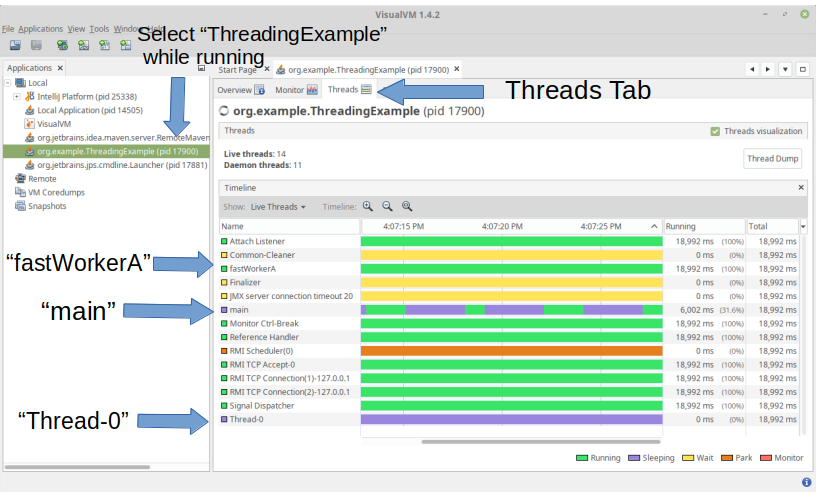 VisualVM 1.4.2
File Applications View Tools Window Help
Select “ThreadingExample”
while running
Applications
Start Page
org.example.ThreadingExample (pid 17900)
Local
Intellij Platform (pid 25338)
Local Application (pid 14505)
VisualVM
org.jetbrains.idea.maven.server.RemoteMaven
org.example.ThreadingExample (pid 17900)
org.jetbrains.jps.cmdline.Launcher (pid 17881)
Remote
VM Coredumps
Snapshots
Overview Monitor Threads
Threads Tab
org.example.ThreadingExample (pid 17900)
Threads
Threads visualization
Live threads: 14
Daemon threads: 11
Thread Dump
Timeline
Show: Live Threads Timeline:
Name 4:07:15 PM 4:07:20 PM 4:07:25 PM Running Total
Attach Listener 18,992 ms (100%) 18,992 ms
Common-Cleaner 0 ms (0%) 18,992 ms
“fastWorkerA”
fastWorkerA 18,992 ms (100%) 18,992 ms
Finalizer 0 ms (0%) 18,992 ms
JMX server connection timeout 20 0 ms (0%) 18,992 ms
“main”
main 6,002 ms (31.6%) 18,992 ms
Monitor Ctrl-Break 18,992 ms (100%) 18,992 ms
Reference Handler 18,992 ms (100%) 18,992 ms
RMI Scheduler(0) 0 ms (0%) 18,992 ms
RMI TCP Accept-0 18,992 ms (100%) 18,992 ms
RMI TCP Connection(1)-127.0.0.1 18,992 ms (100%) 18,992 ms
RMI TCP Connection(2)-127.0.0.1 18,992 ms (100%) 18,992 ms
Signal Dispatcher 18,992 ms (100%) 18,992 ms
“Thread-0”
Thread-0 0 ms (0%) 18,992 ms
Running Sleeping Wait Park Monitor